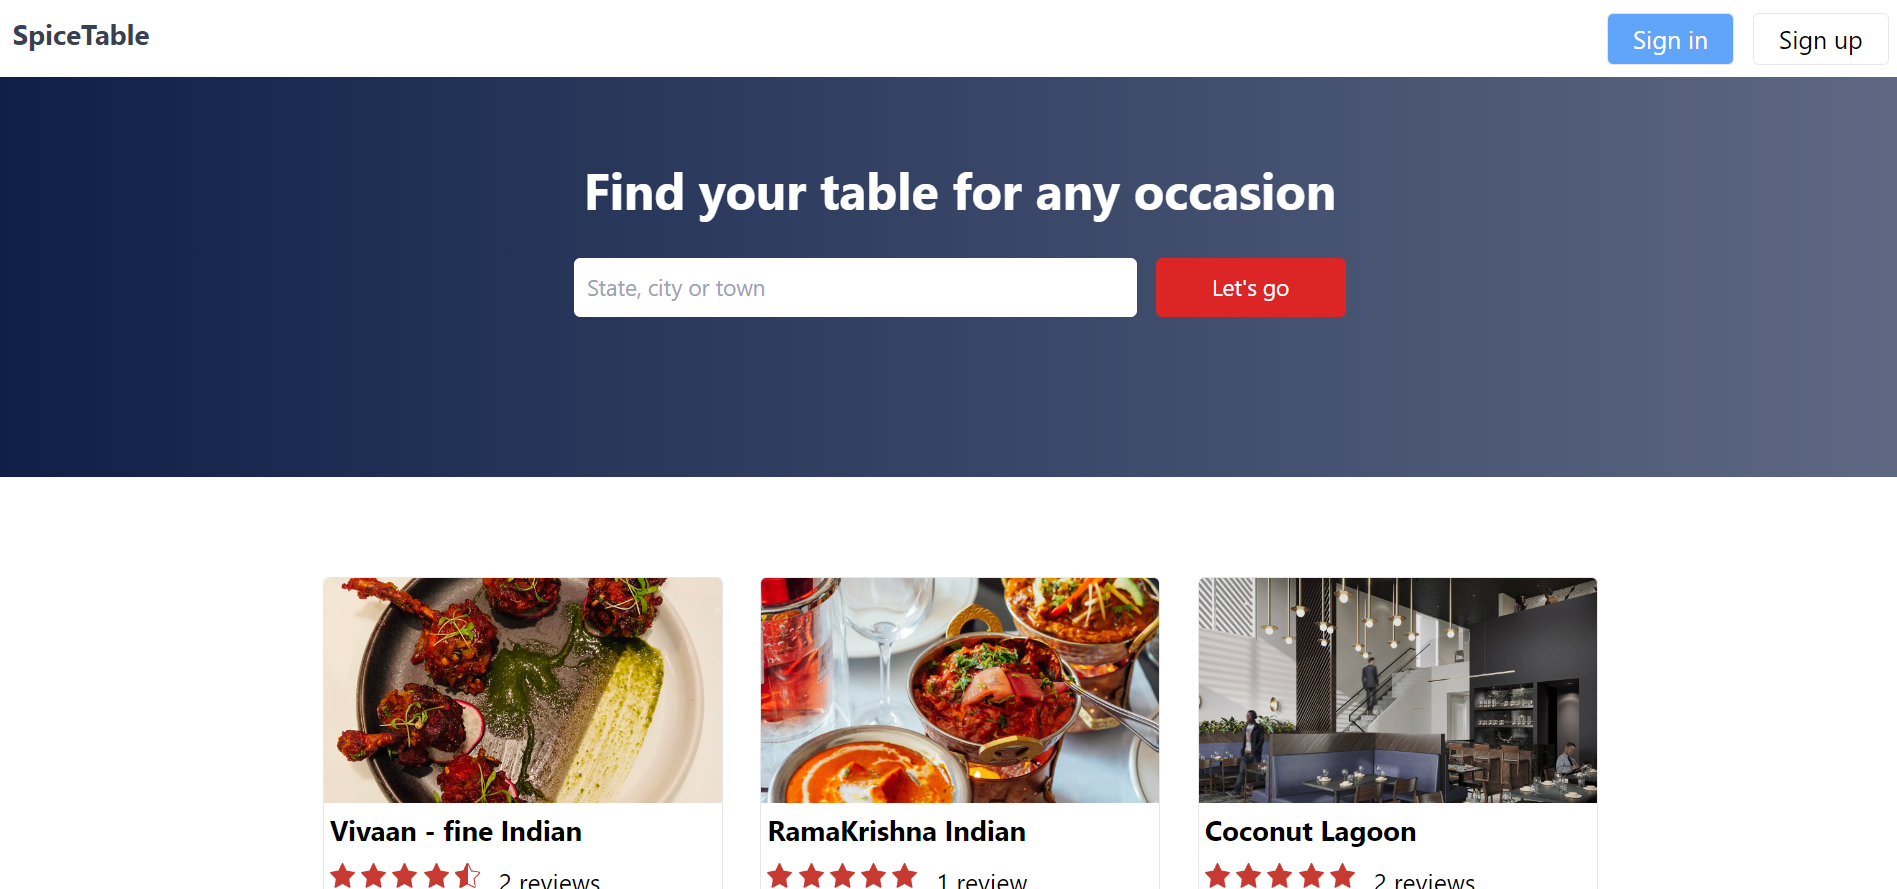 SpiceTable
Sign in
Sign up
Find your table for any occasion
State, city or town
Let's go
Vivaan - fine Indian
RamaKrishna Indian
Coconut Lagoon
2 reviews
1 review
2 reviews